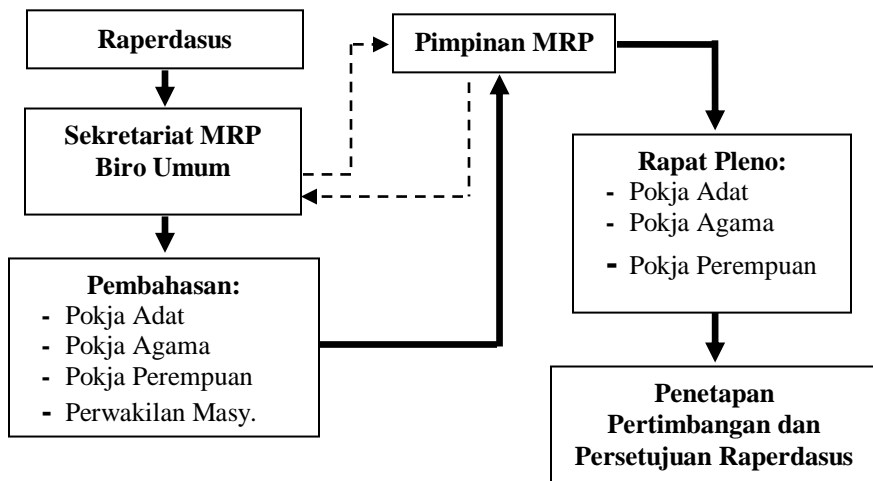 Raperdasus
Sekretariat MRP
Biro Umum
Pembahasan:
- Pokja Adat
- Pokja Agama
- Pokja Perempuan
- Perwakilan Masy.
Pimpinan MRP
Rapat Pleno:
- Pokja Adat
- Pokja Agama
- Pokja Perempuan
Penetapan
Pertimbangan dan
Persetujuan Raperdasus